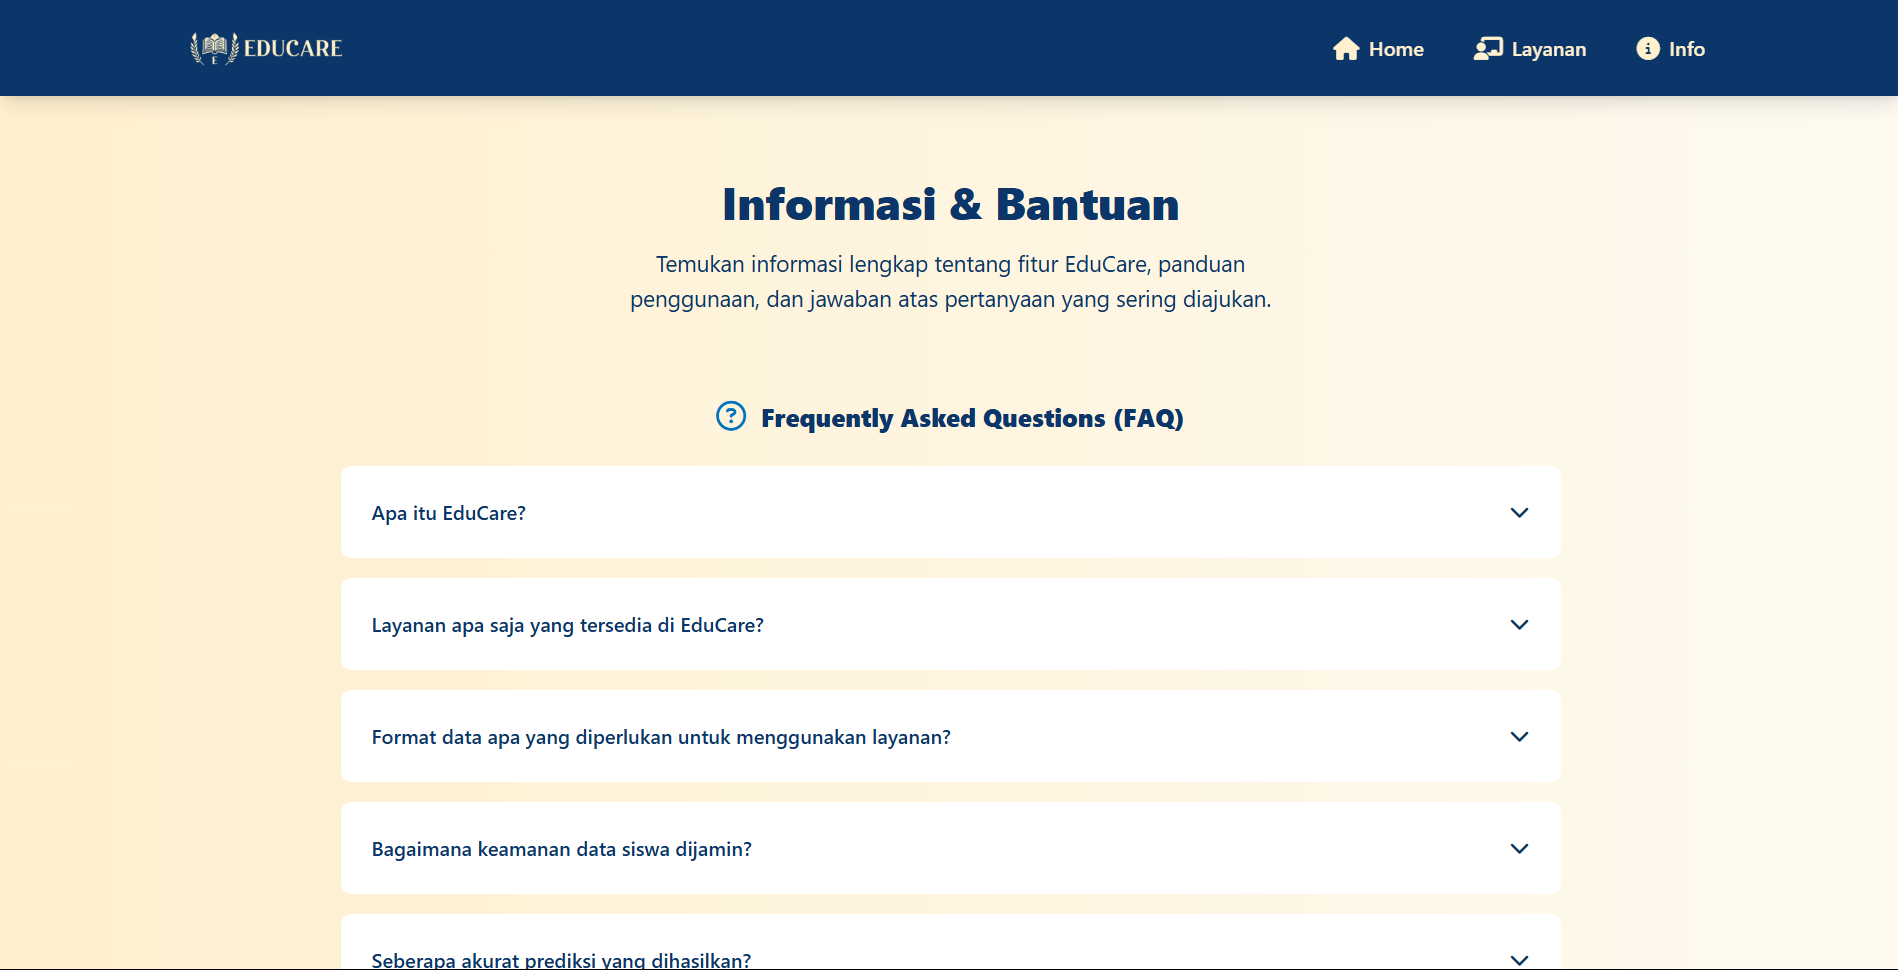 EDUCARE
E
Home
Layanan
Info
Informasi & Bantuan
Temukan informasi lengkap tentang fitur EduCare, panduan
penggunaan, dan jawaban atas pertanyaan yang sering diajukan.
Frequently Asked Questions (FAQ)
Apa itu EduCare?
Layanan apa saja yang tersedia di EduCare?
Format data apa yang diperlukan untuk menggunakan layanan?
Bagaimana keamanan data siswa dijamin?
Seberapa akurat prediksi yang dihasilkan?